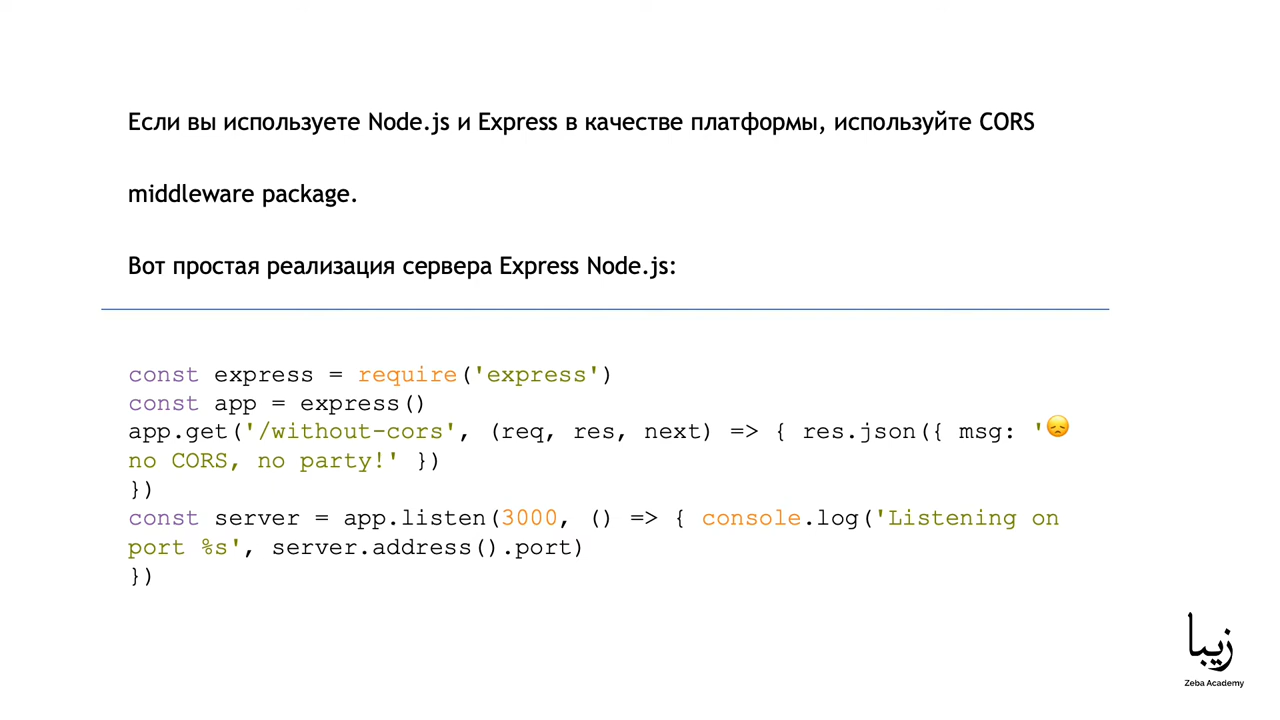 Если вы используете Node.js и Express в качестве платформы, используйте CORS
middleware package.
Вот простая реализация сервера Express Node.js:
const express = require('express')
const app = express()
app.get('/without-cors', (req, res, next) => { res.json({ msg: '😞
no CORS, no party!' })
})
const server = app.listen(3000, () => { console.log('Listening on
port %s', server.address().port)
})
زيبا
Zeba Academy